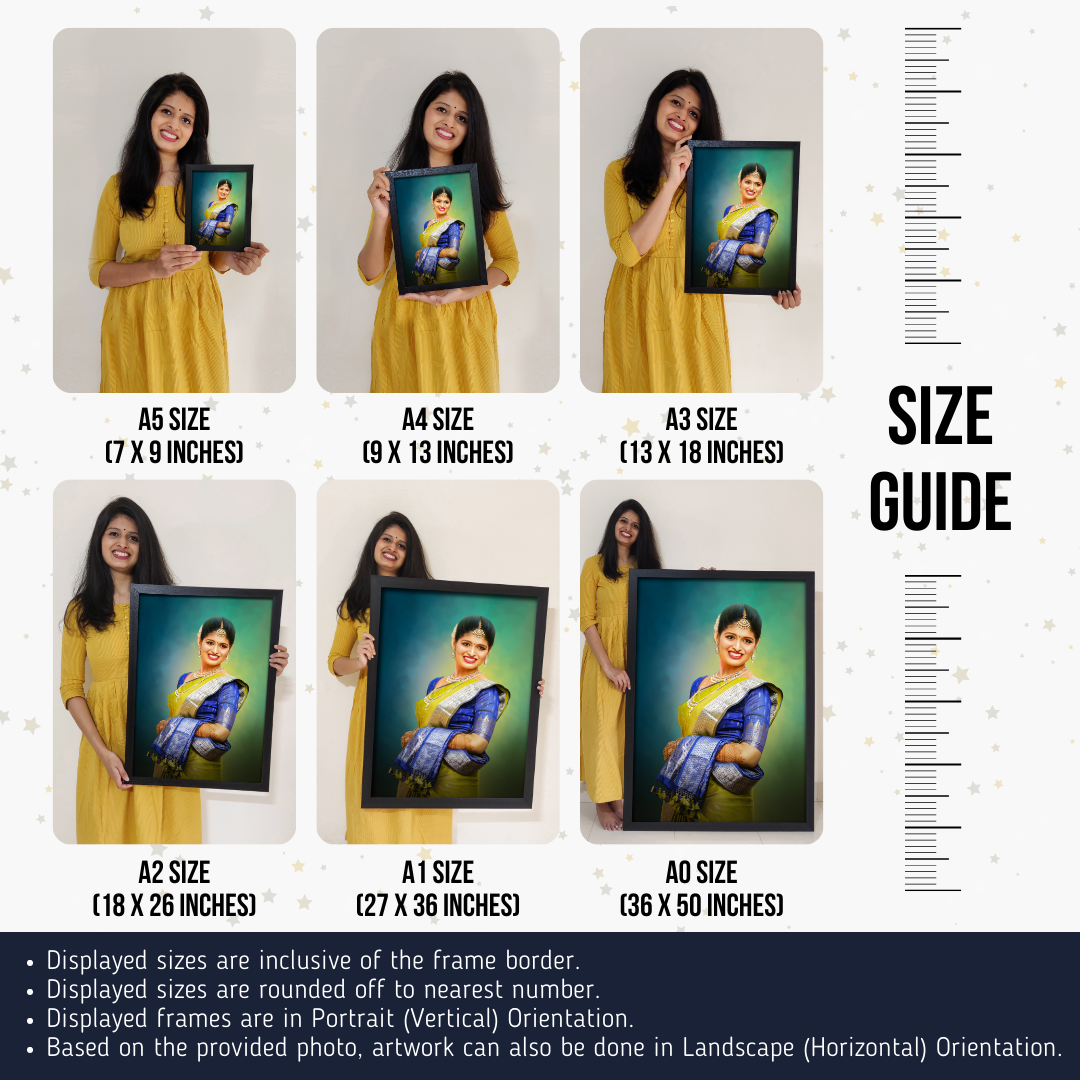 A5 SIZE
(7 X 9 INCHES)
A4 SIZE
(9 X 13 INCHES)
A3 SIZE
(13 X 18 INCHES)
SIZE
GUIDE
A2 SIZE
(18 X 26 INCHES)
A1 SIZE
(27 X 36 INCHES)
A0 SIZE
(36 X 50 INCHES)
• Displayed sizes are inclusive of the frame border.
• Displayed sizes are rounded off to nearest number.
• Displayed frames are in Portrait (Vertical) Orientation.
• Based on the provided photo, artwork can also be done in Landscape (Horizontal) Orientation.